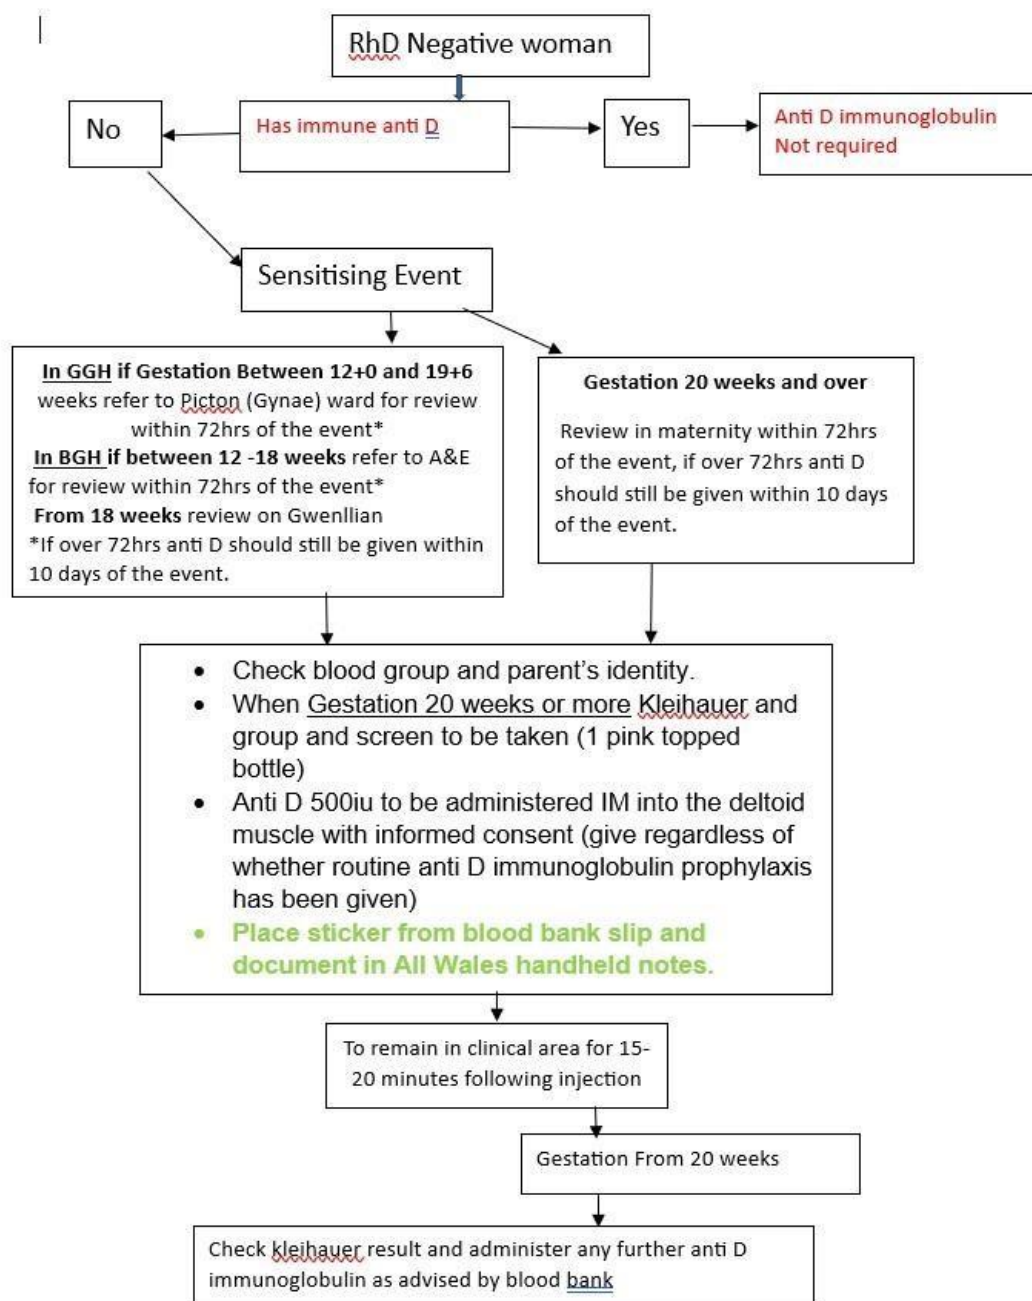 RhD Negative woman
No
Has immune anti D
Yes
Anti D immunoglobulin
Not required
Sensitising Event
In GGH if Gestation Between 12+0 and 19+6
weeks refer to Picton (Gynae) ward for review
within 72hrs of the event*
In BGH if between 12 -18 weeks refer to A&E
for review within 72hrs of the event*
From 18 weeks review on Gwenllian
*If over 72hrs anti D should still be given within
10 days of the event.
Gestation 20 weeks and over
Review in maternity within 72hrs
of the event, if over 72hrs anti D
should still be given within 10 days
of the event.
• Check blood group and parent's identity.
• When Gestation 20 weeks or more Kleihauer and
group and screen to be taken (1 pink topped
bottle)
• Anti D 500iu to be administered IM into the deltoid
muscle with informed consent (give regardless of
whether routine anti D immunoglobulin prophylaxis
has been given)
• Place sticker from blood bank slip and
document in All Wales handheld notes.
To remain in clinical area for 15-
20 minutes following injection
Gestation From 20 weeks
Check kleihauer result and administer any further anti D
immunoglobulin as advised by blood bank